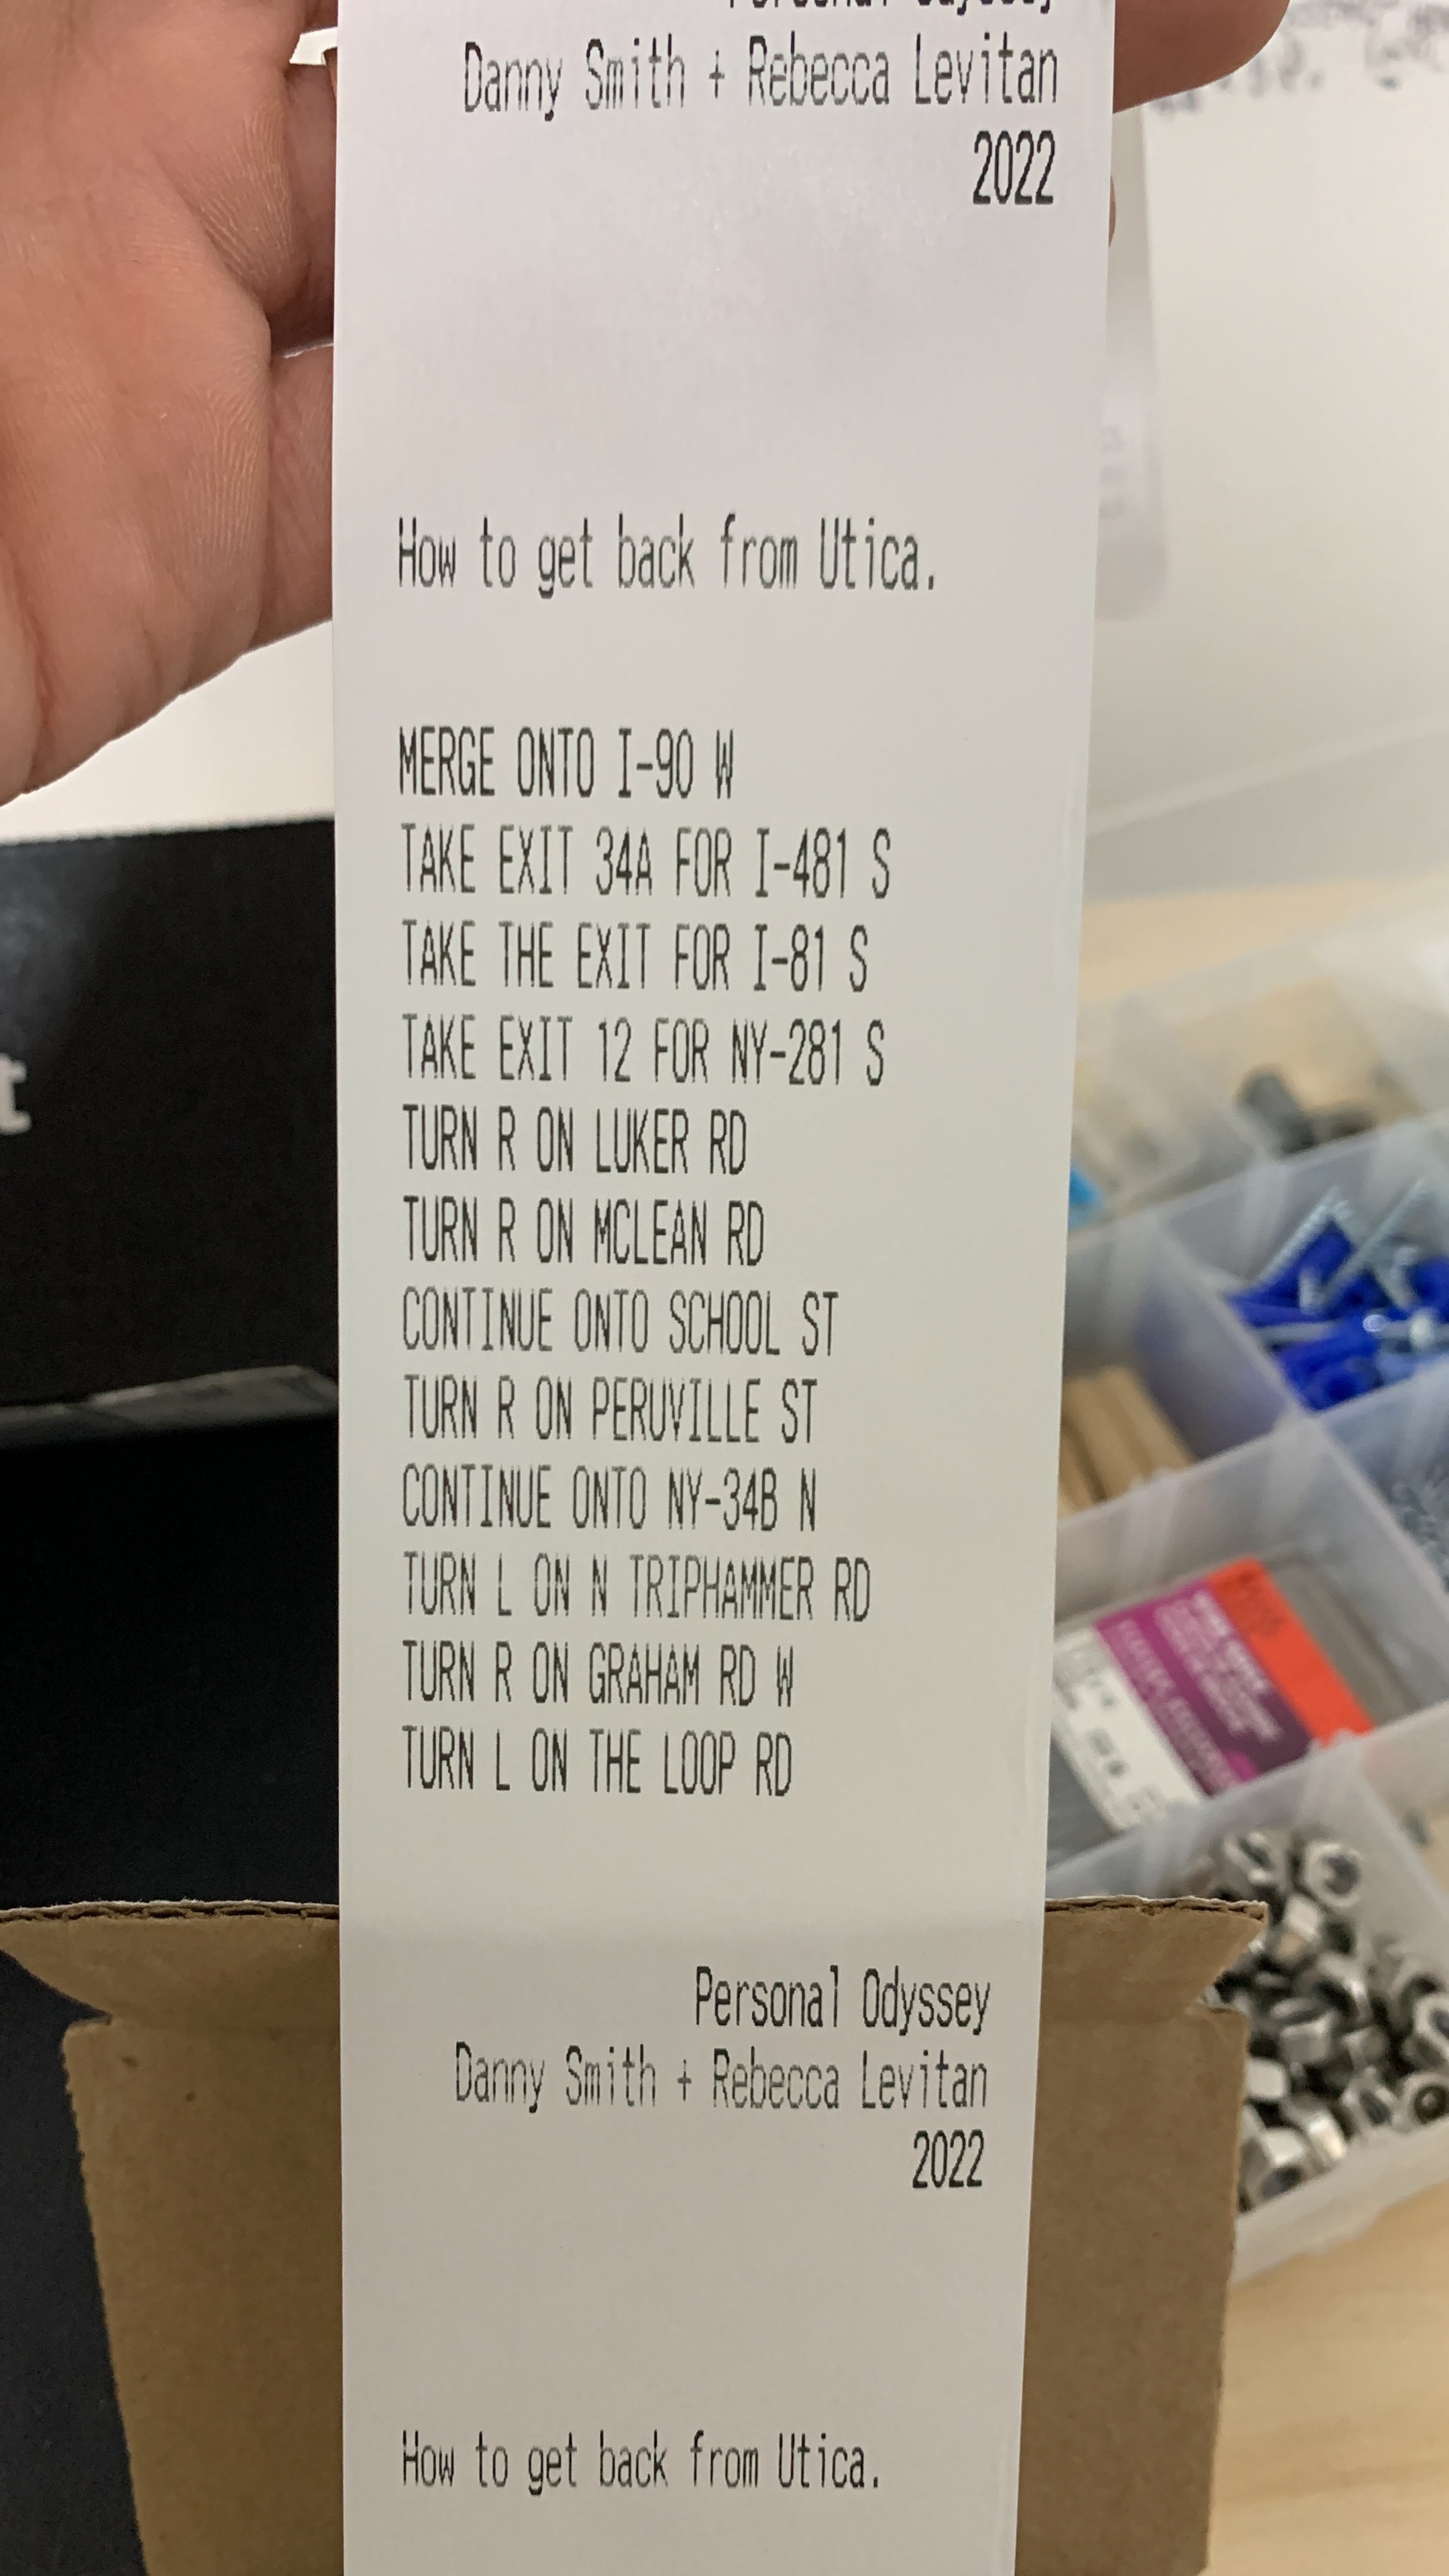 Personal Odyssey
Danny Smith + Rebecca Levitan
2022
How to get back from Utica.
MERGE ONTO I-90 W
TAKE EXIT 34A FOR I-481 S
TAKE THE EXIT FOR I-81 S
TAKE EXIT 12 FOR NY-281 S
TURN R ON LUKER RD
TURN R ON MCLEAN RD
CONTINUE ONTO SCHOOL ST
TURN R ON PERUVILLE ST
CONTINUE ONTO NY-34B N
TURN L ON N TRIPHAMMER RD
TURN R ON GRAHAM RD W
TURN L ON THE LOOP RD
Personal Odyssey
Danny Smith + Rebecca Levitan
2022
How to get back from Utica.